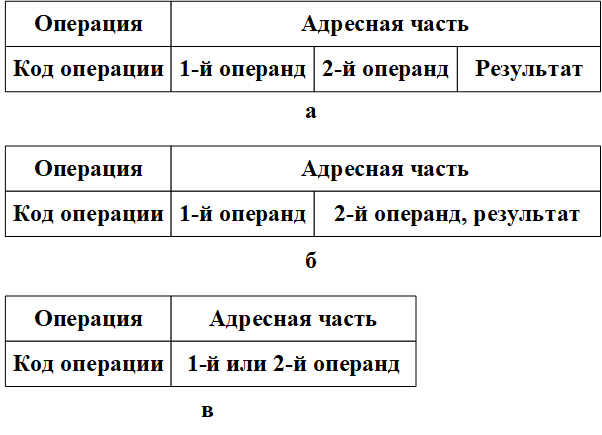 Операция Адресная часть
Код операции 1-й операнд 2-й операнд Результат
а
Операция Адресная часть
Код операции 1-й операнд 2-й операнд, результат
б
Операция Адресная часть
Код операции 1-й или 2-й операнд
в